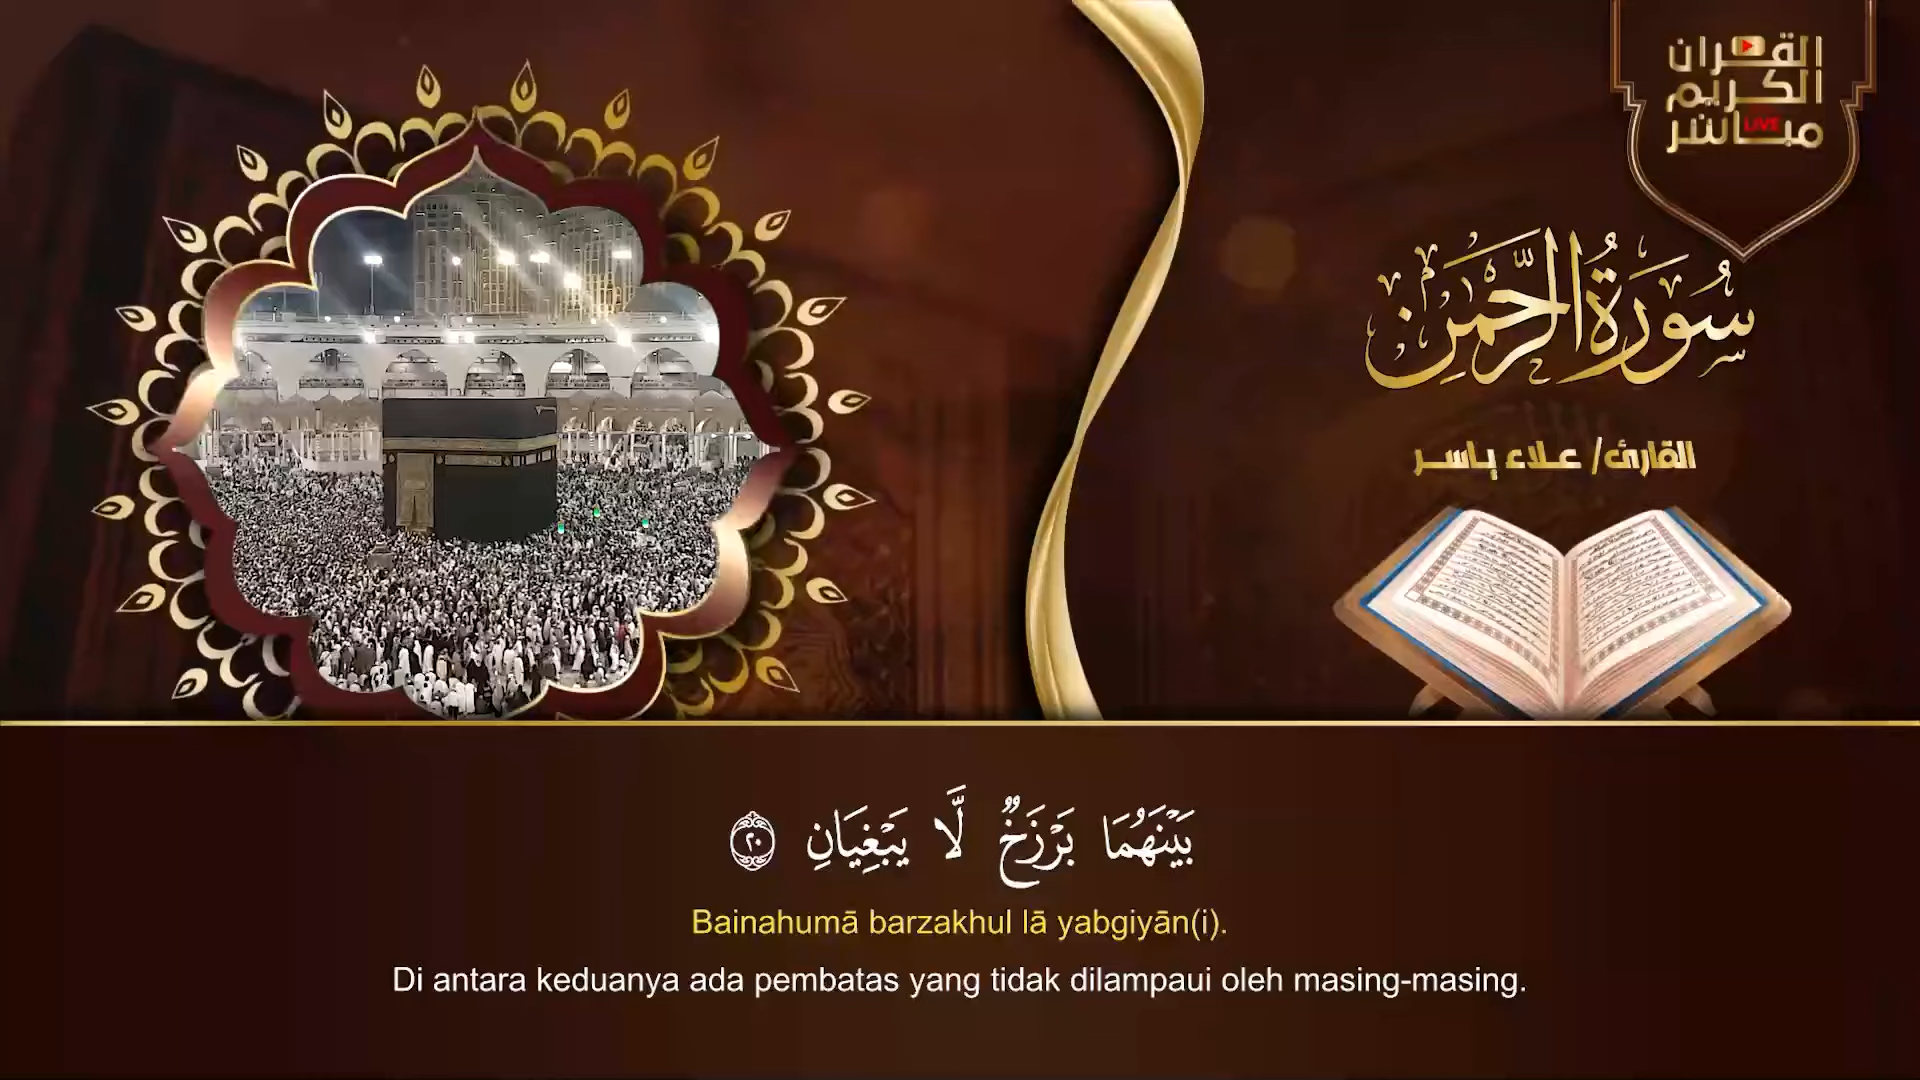 القرآن
الكريم
مباشر
LIVE
سُورَةُ الرَّحْمَٰنِ
القارئ/ علاء ياسر
بَيْنَهُمَا بَرْزَخٌ لَّا يَبْغِيَانِ ٢٠
Bainahumā barzakhul lā yabgiyān(i).
Di antara keduanya ada pembatas yang tidak dilampaui oleh masing-masing.